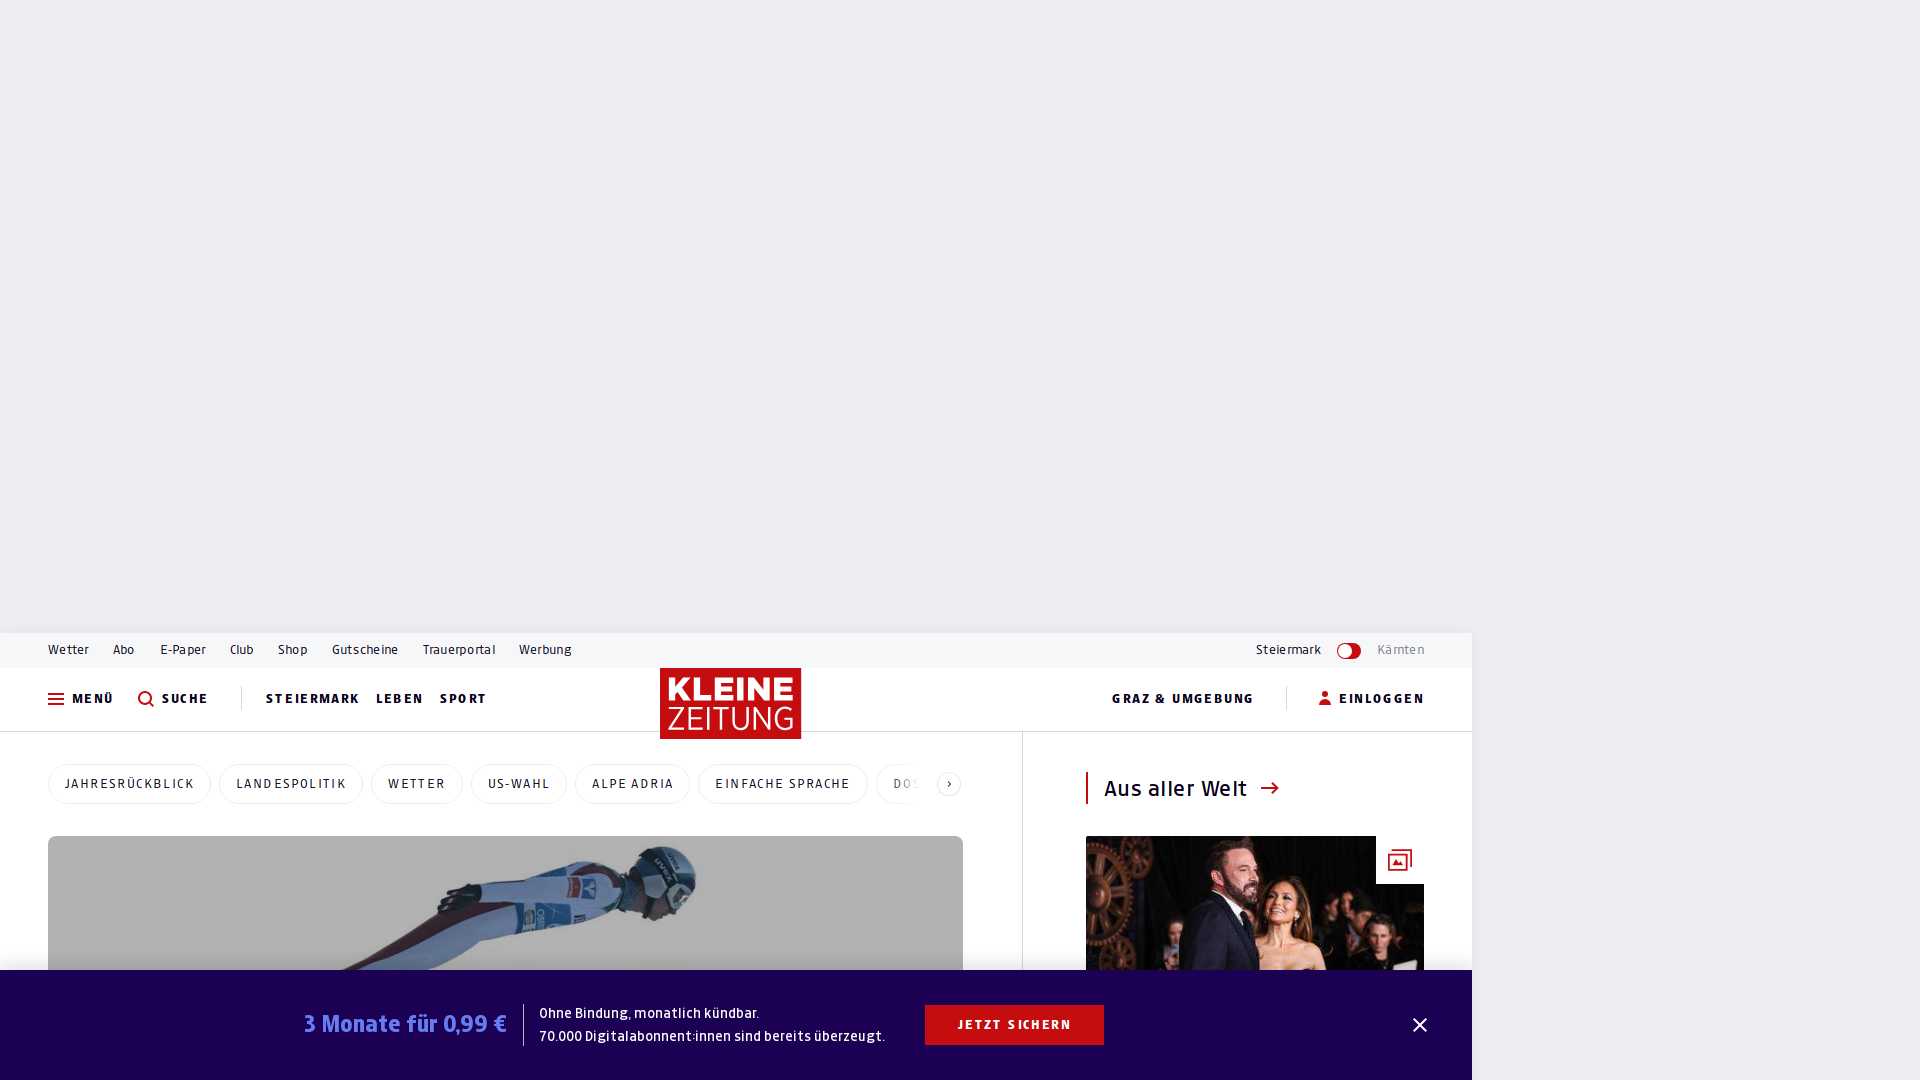 Wetter Abo E-Paper Club Shop Gutscheine Trauerportal Werbung Steiermark Kärnten
MENÜ SUCHE STEIERMARK LEBEN SPORT KLEINE ZEITUNG GRAZ & UMGEBUNG EINLOGGEN
JAHRESRÜCKBLICK LANDESPOLITIK WETTER US-WAHL ALPE ADRIA EINFACHE SPRACHE
Aus aller Welt
3 Monate für 0,99 €
Ohne Bindung, monatlich kündbar.
70.000 Digitalabonnent:innen sind bereits überzeugt.
JETZT SICHERN